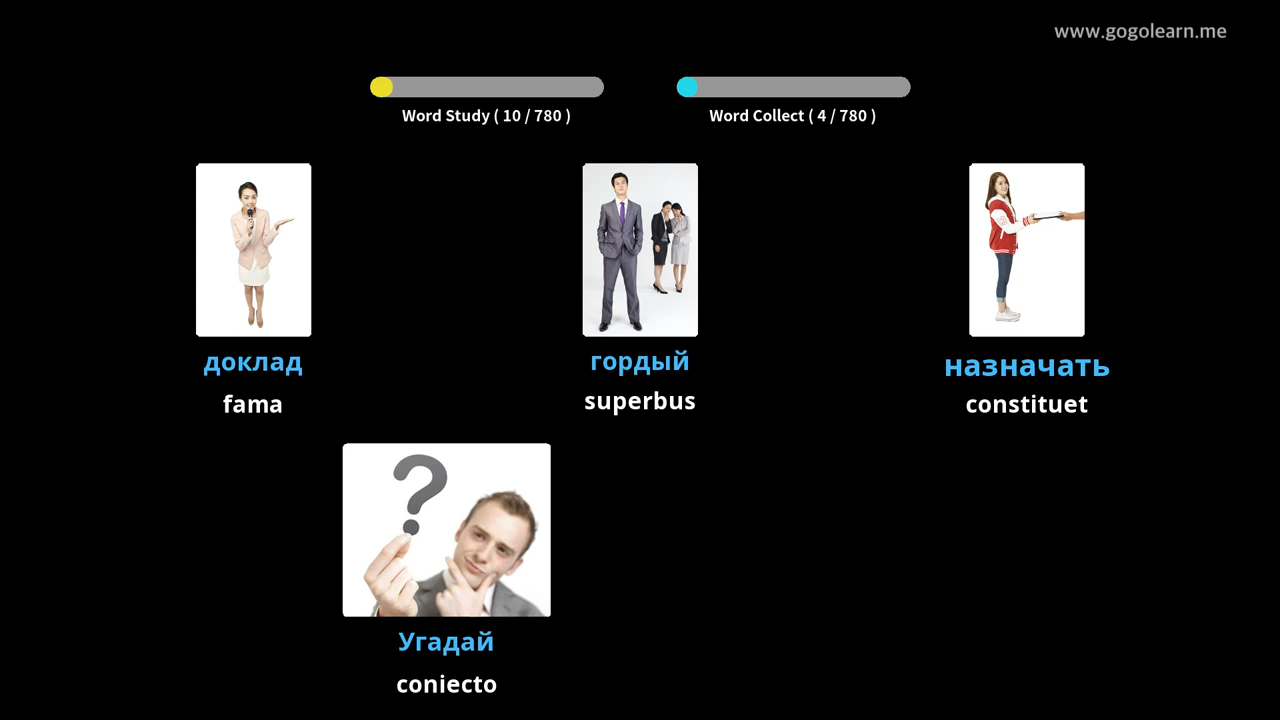 www.gogolearn.me
Word Study ( 10 / 780 )
Word Collect ( 4 / 780 )
доклад
fama
гордый
superbus
назначать
constituet
?
Угадай
coniecto